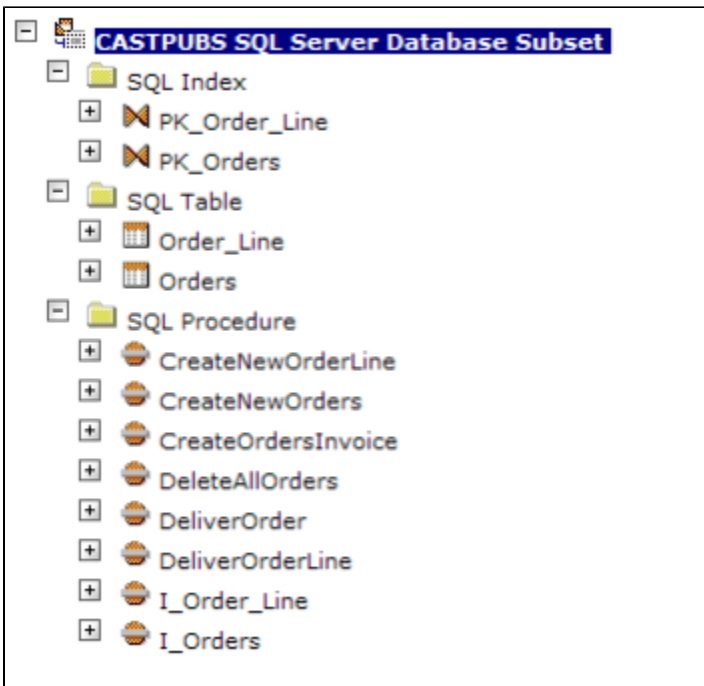 CASTPUBS SQL Server Database Subset
SQL Index
PK_Order_Line
PK_Orders
SQL Table
Order_Line
Orders
SQL Procedure
CreateNewOrderLine
CreateNewOrders
CreateOrdersInvoice
DeleteAllOrders
DeliverOrder
DeliverOrderLine
I_Order_Line
I_Orders